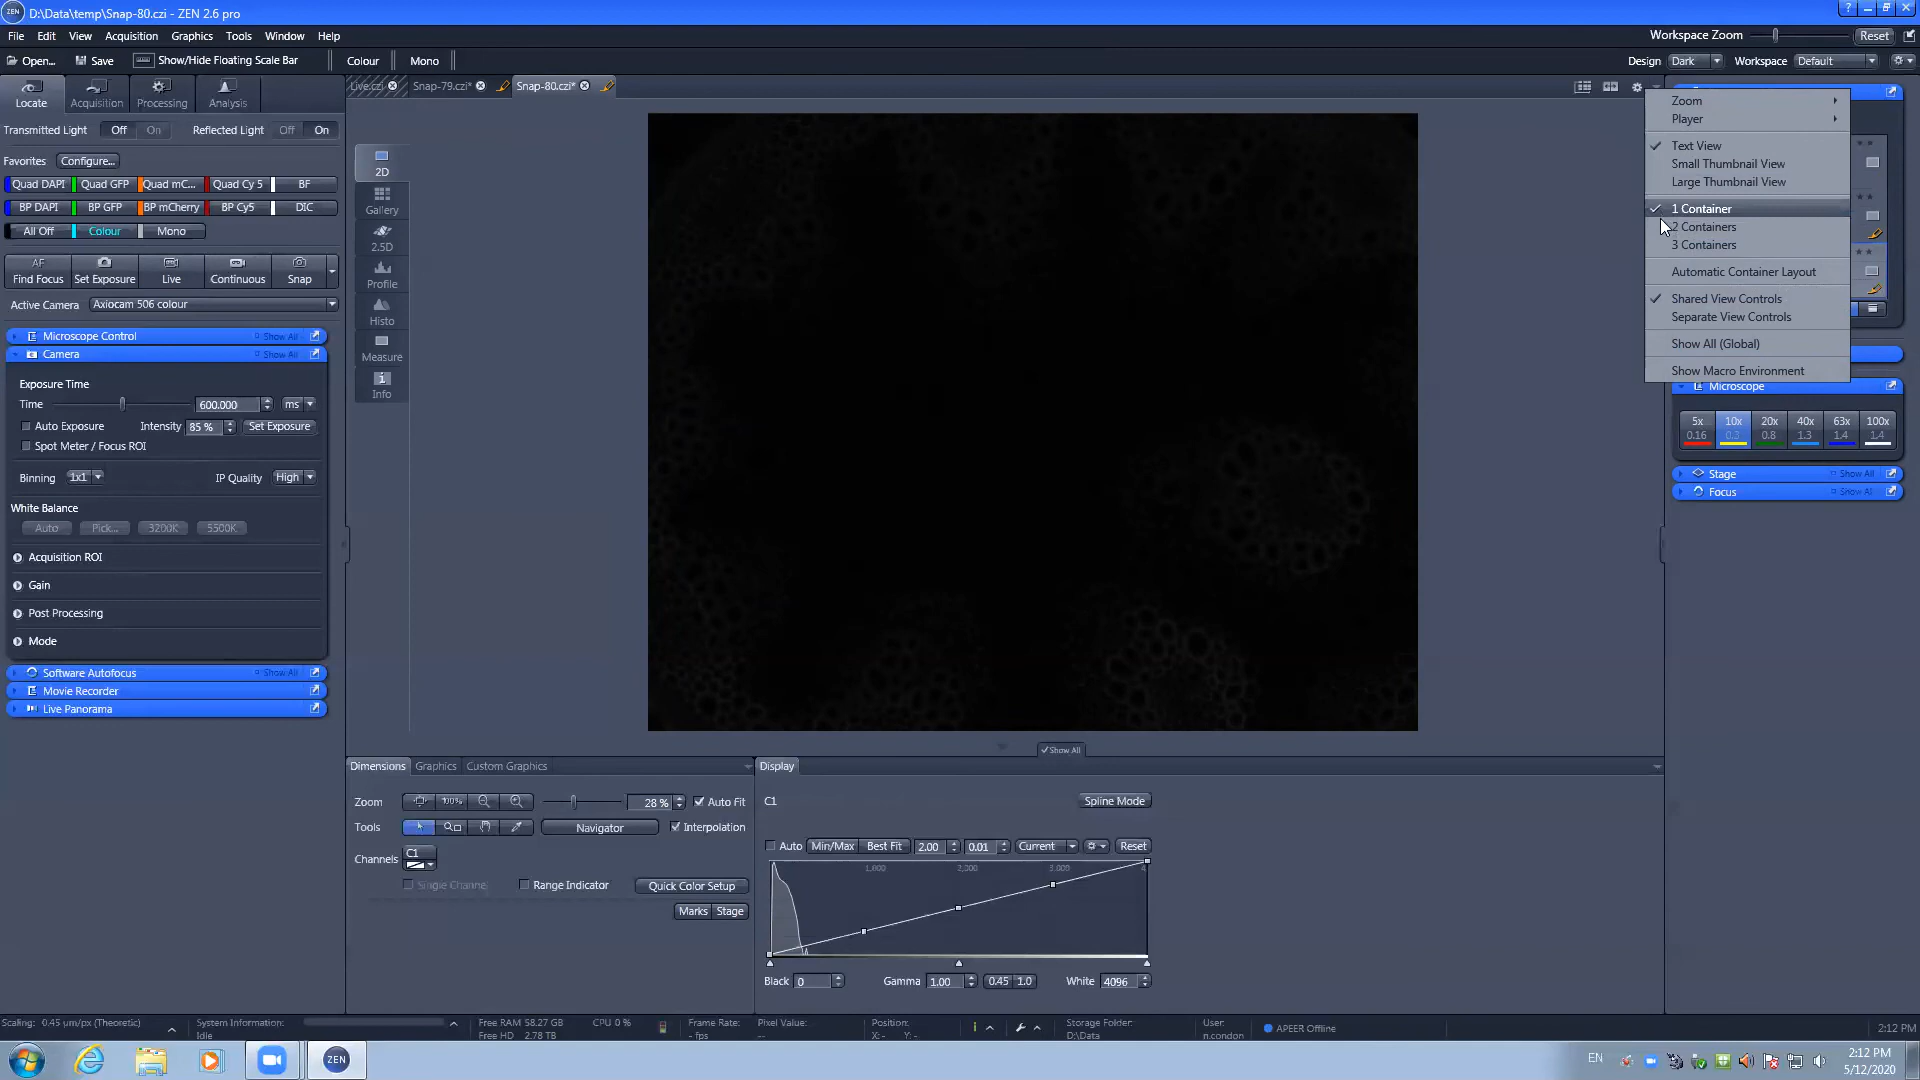 ZEN D:\Data\temp\Snap-80.czi - ZEN 2.6 pro
File Edit View Acquisition Graphics Tools Window Help
Workspace Zoom Reset
Open... Save Show/Hide Floating Scale Bar Colour Mono
Design Dark Workspace Default
Locate Acquisition Processing Analysis
Live.czi Snap-79.czi* Snap-80.czi*
Transmitted Light Off On Reflected Light Off On
Favorites Configure...
Quad DAPI Quad GFP Quad mC... Quad Cy 5 BF
BP DAPI BP GFP BP mCherry BP Cy5 DIC
All Off Colour Mono
AF
Find Focus Set Exposure Live Continuous Snap
Active Camera Axiocam 506 colour
Microscope Control Show All
Camera Show All
Exposure Time
Time 600.000 ms
Auto Exposure Intensity 85 % Set Exposure
Spot Meter / Focus ROI
Binning 1x1 IP Quality High
White Balance
Auto Pick... 3200K 5500K
Acquisition ROI
Gain
Post Processing
Mode
Software Autofocus Show All
Movie Recorder
Live Panorama
2D
Gallery
2.5D
Profile
Histo
Measure
Info
Zoom
Player
Text View
Small Thumbnail View
Large Thumbnail View
1 Container
2 Containers
3 Containers
Automatic Container Layout
Shared View Controls
Separate View Controls
Show All (Global)
Show Macro Environment
Microscope
5x 10x 20x 40x 63x 100x
0.16 0.3 0.8 1.3 1.4 1.4
Stage Show All
Focus Show All
Show All
Dimensions Graphics Custom Graphics
Zoom 100% 28 % Auto Fit
Tools Navigator Interpolation
Channels C1
Single Channel Range Indicator Quick Color Setup
Marks Stage
Display
C1 Spline Mode
Auto Min/Max Best Fit 2.00 0.01 Current Reset
1,000 2,000 3,000 4
Black 0 Gamma 1.00 0.45 1.0 White 4096
Scaling: 0.45 µm/px (Theoretic) System Information: Idle Free RAM 58.27 GB Free HD 2.78 TB CPU 0 % Frame Rate: - fps Pixel Value: - Position: X:- Y:- Storage Folder: D:\Data User: n.condon APEER Offline 2:12 PM
ZEN EN 2:12 PM
5/12/2020